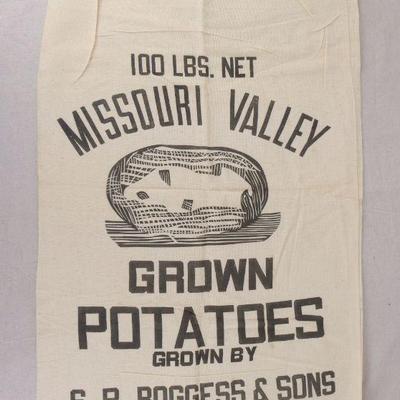 100 LBS. NET
MISSOURI VALLEY
GROWN
POTATOES
GROWN BY
BOGGESS & SONS